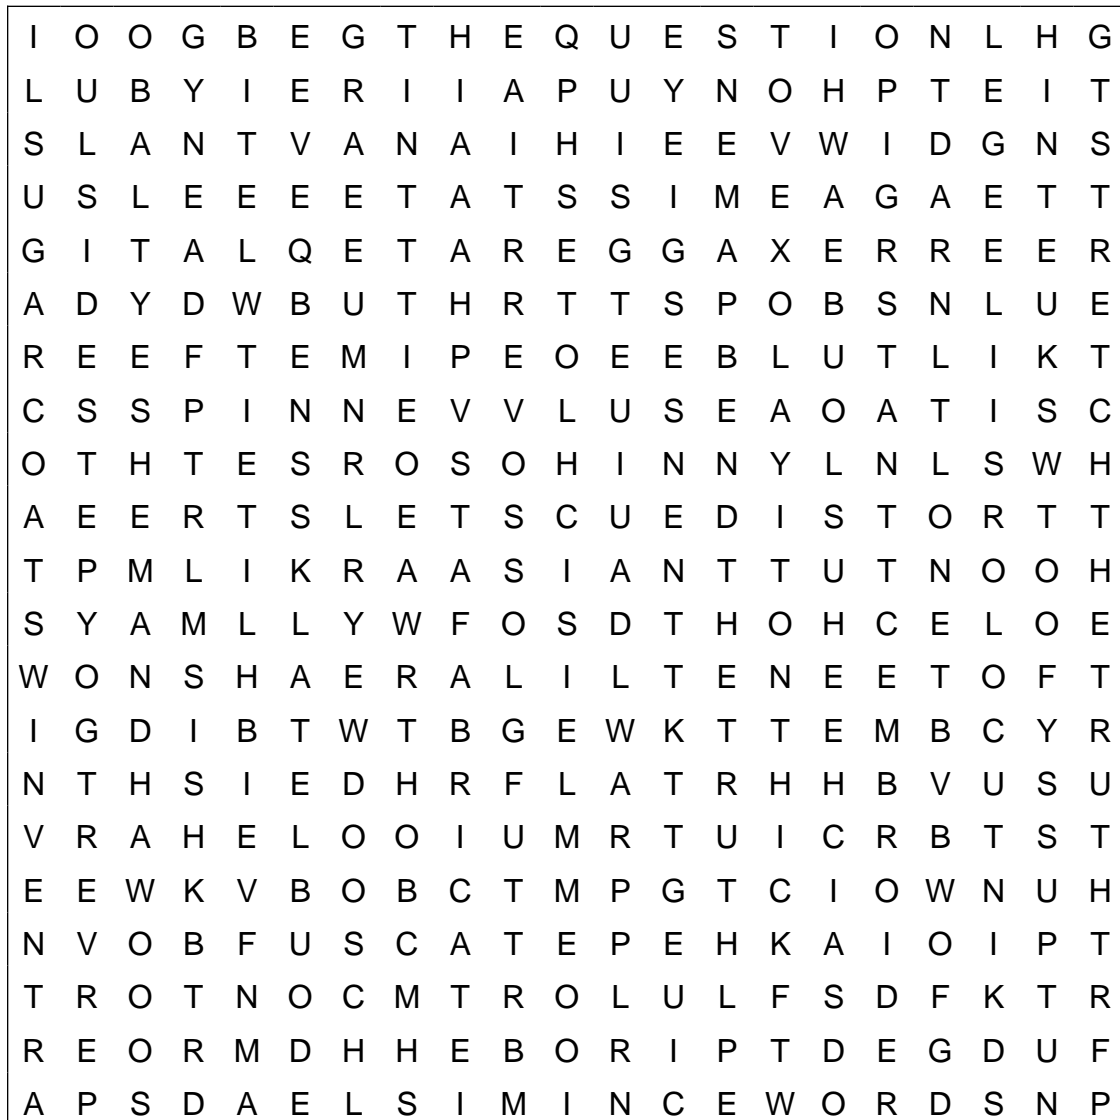 I O O G B E G T H E Q U E S T I O N L H G
L U B Y I E R I I A P U Y N O H P T E I T
S L A N T V A N A I H I E E V W I D G N S
U S L E E E E T A T S S I M E A G A E T T
G I T A L Q E T A R E G G A X E R R E E R
A D Y D W B U T H R T T S P O B S N L U E
R E E F T E M I P E O E E B L U T L I K T
C S S P I N N E V V L U S E A O A T I S C
O T H T E S R O S O H I N N Y L N L S W H
A E E R T S L E T S C U E D I S T O R T T
T P M L I K R A A S I A N T T U T N O O H
S Y A M L L Y W F O S D T H O H C E L O E
W O N S H A E R A L I L T E N E E T O F T
I G D I B T W T B G E W K T T E M B C Y R
N T H S I E D H R F L A T R H H B V U S U
V R A H E L O O I U M R T U I C R B T S T
E E W K V B O B C T M P G T C I O W N U H
N V O B F U S C A T E P E H K A I O I P T
T R O T N O C M T R O L U L F S D F K T R
R E O R M D H H E B O R I P T D E G D U F
A P S D A E L S I M I N C E W O R D S N P